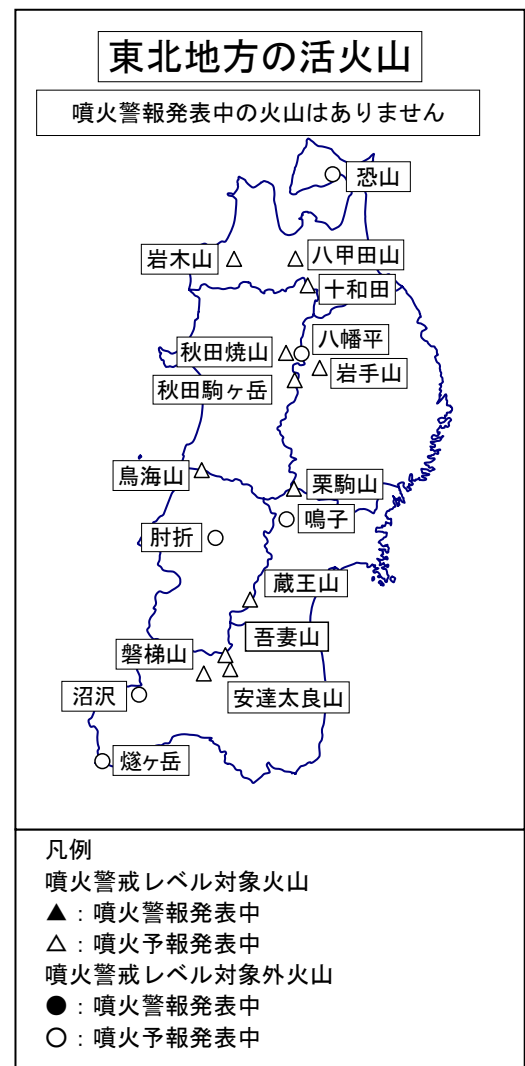 東北地方の活火山
噴火警報発表中の火山はありません
恐山
岩木山
八甲田山
十和田
八幡平
秋田焼山
岩手山
秋田駒ヶ岳
鳥海山
栗駒山
鳴子
肘折
蔵王山
吾妻山
磐梯山
沼沢
安達太良山
燧ヶ岳
凡例
噴火警戒レベル対象火山
▲：噴火警報発表中
△：噴火予報発表中
噴火警戒レベル対象外火山
●：噴火警報発表中
○：噴火予報発表中